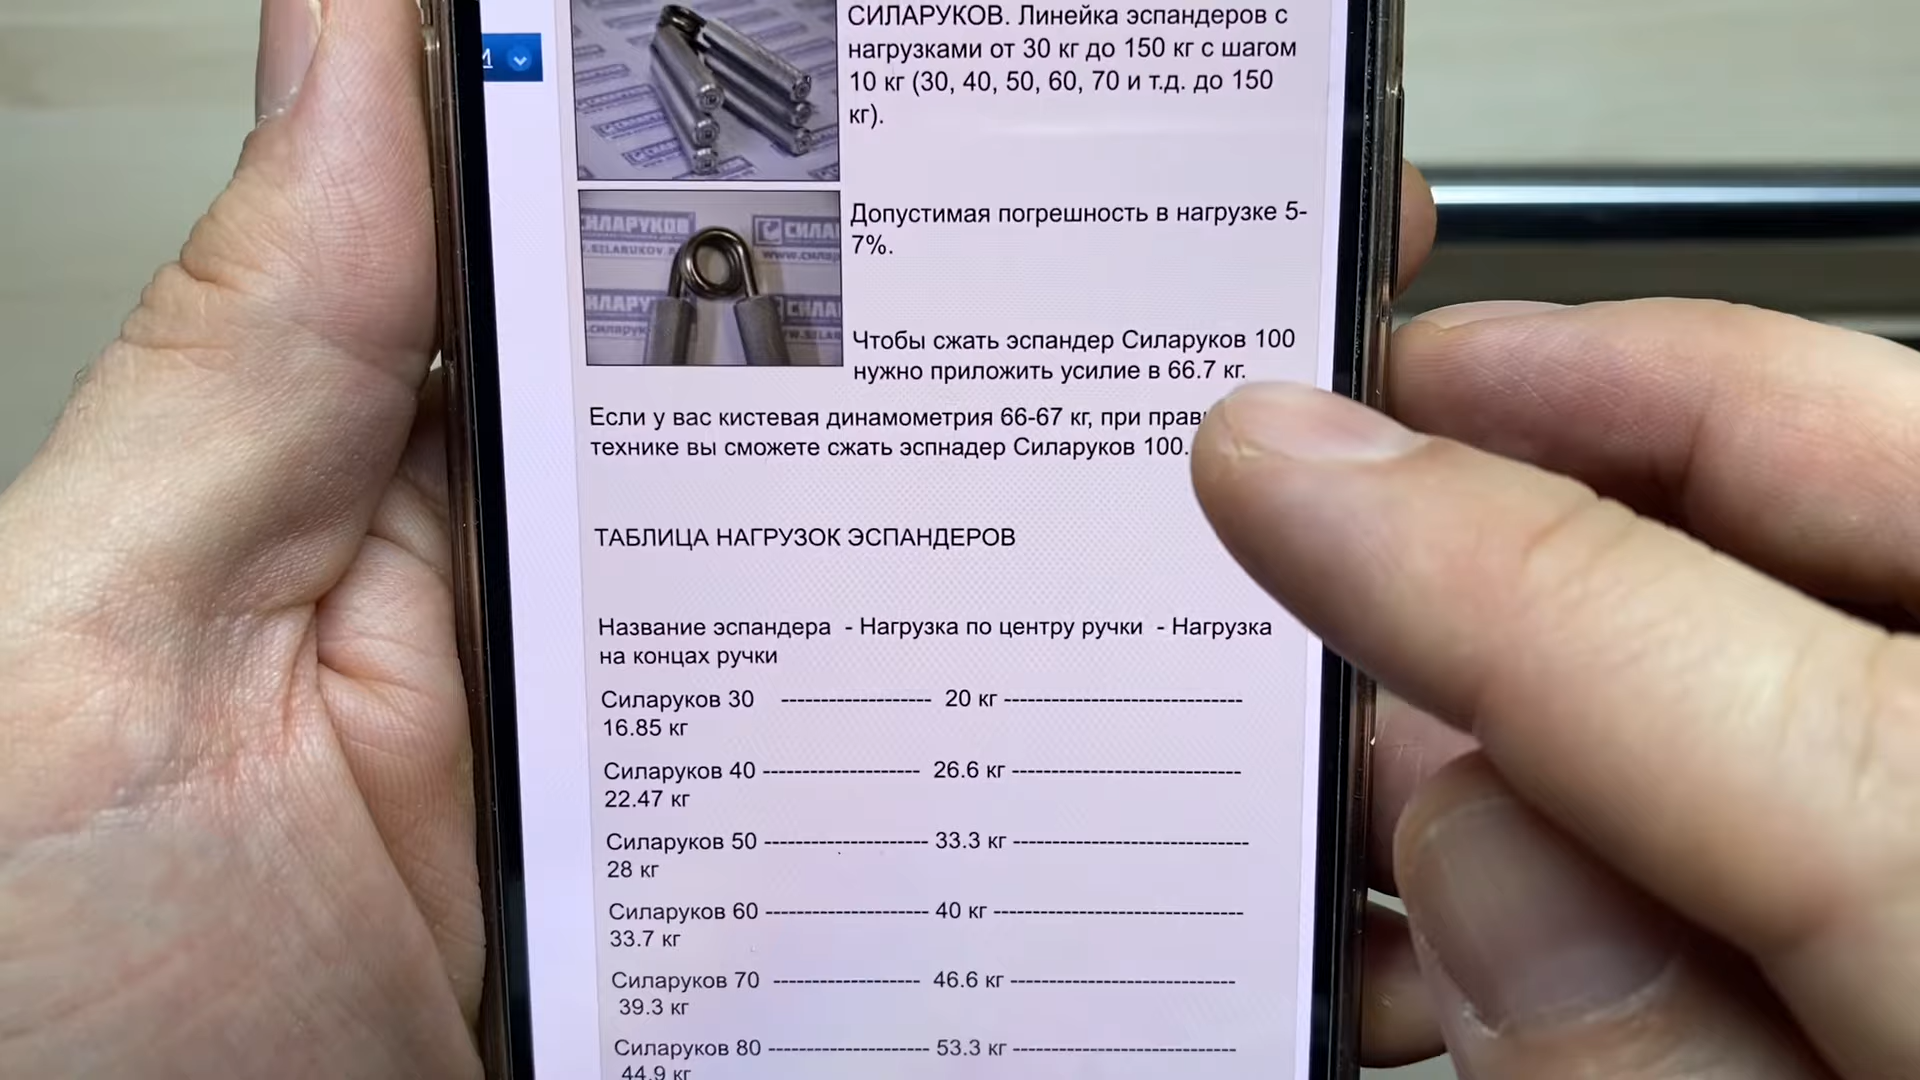 СИЛАРУКОВ. Линейка эспандеров с
нагрузками от 30 кг до 150 кг с шагом
10 кг (30, 40, 50, 60, 70 и т.д. до 150
кг).
Допустимая погрешность в нагрузке 5-
7%.
Чтобы сжать эспандер Силаруков 100
нужно приложить усилие в 66.7 кг.
Если у вас кистевая динамометрия 66-67 кг, при
технике вы сможете сжать эспнадер Силаруков 100.
ТАБЛИЦА НАГРУЗОК ЭСПАНДЕРОВ
Название эспандера - Нагрузка по центру ручки - Нагрузка
на концах ручки
Силаруков 30 ------------------- 20 кг ------------------------------
16.85 кг
Силаруков 40 -------------------- 26.6 кг -----------------------------
22.47 кг
Силаруков 50 --------------------- 33.3 кг ------------------------------
28 кг
Силаруков 60 --------------------- 40 кг --------------------------------
33.7 кг
Силаруков 70 ------------------- 46.6 кг -----------------------------
39.3 кг
Силаруков 80 --------------------- 53.3 кг -----------------------------
44.9 кг